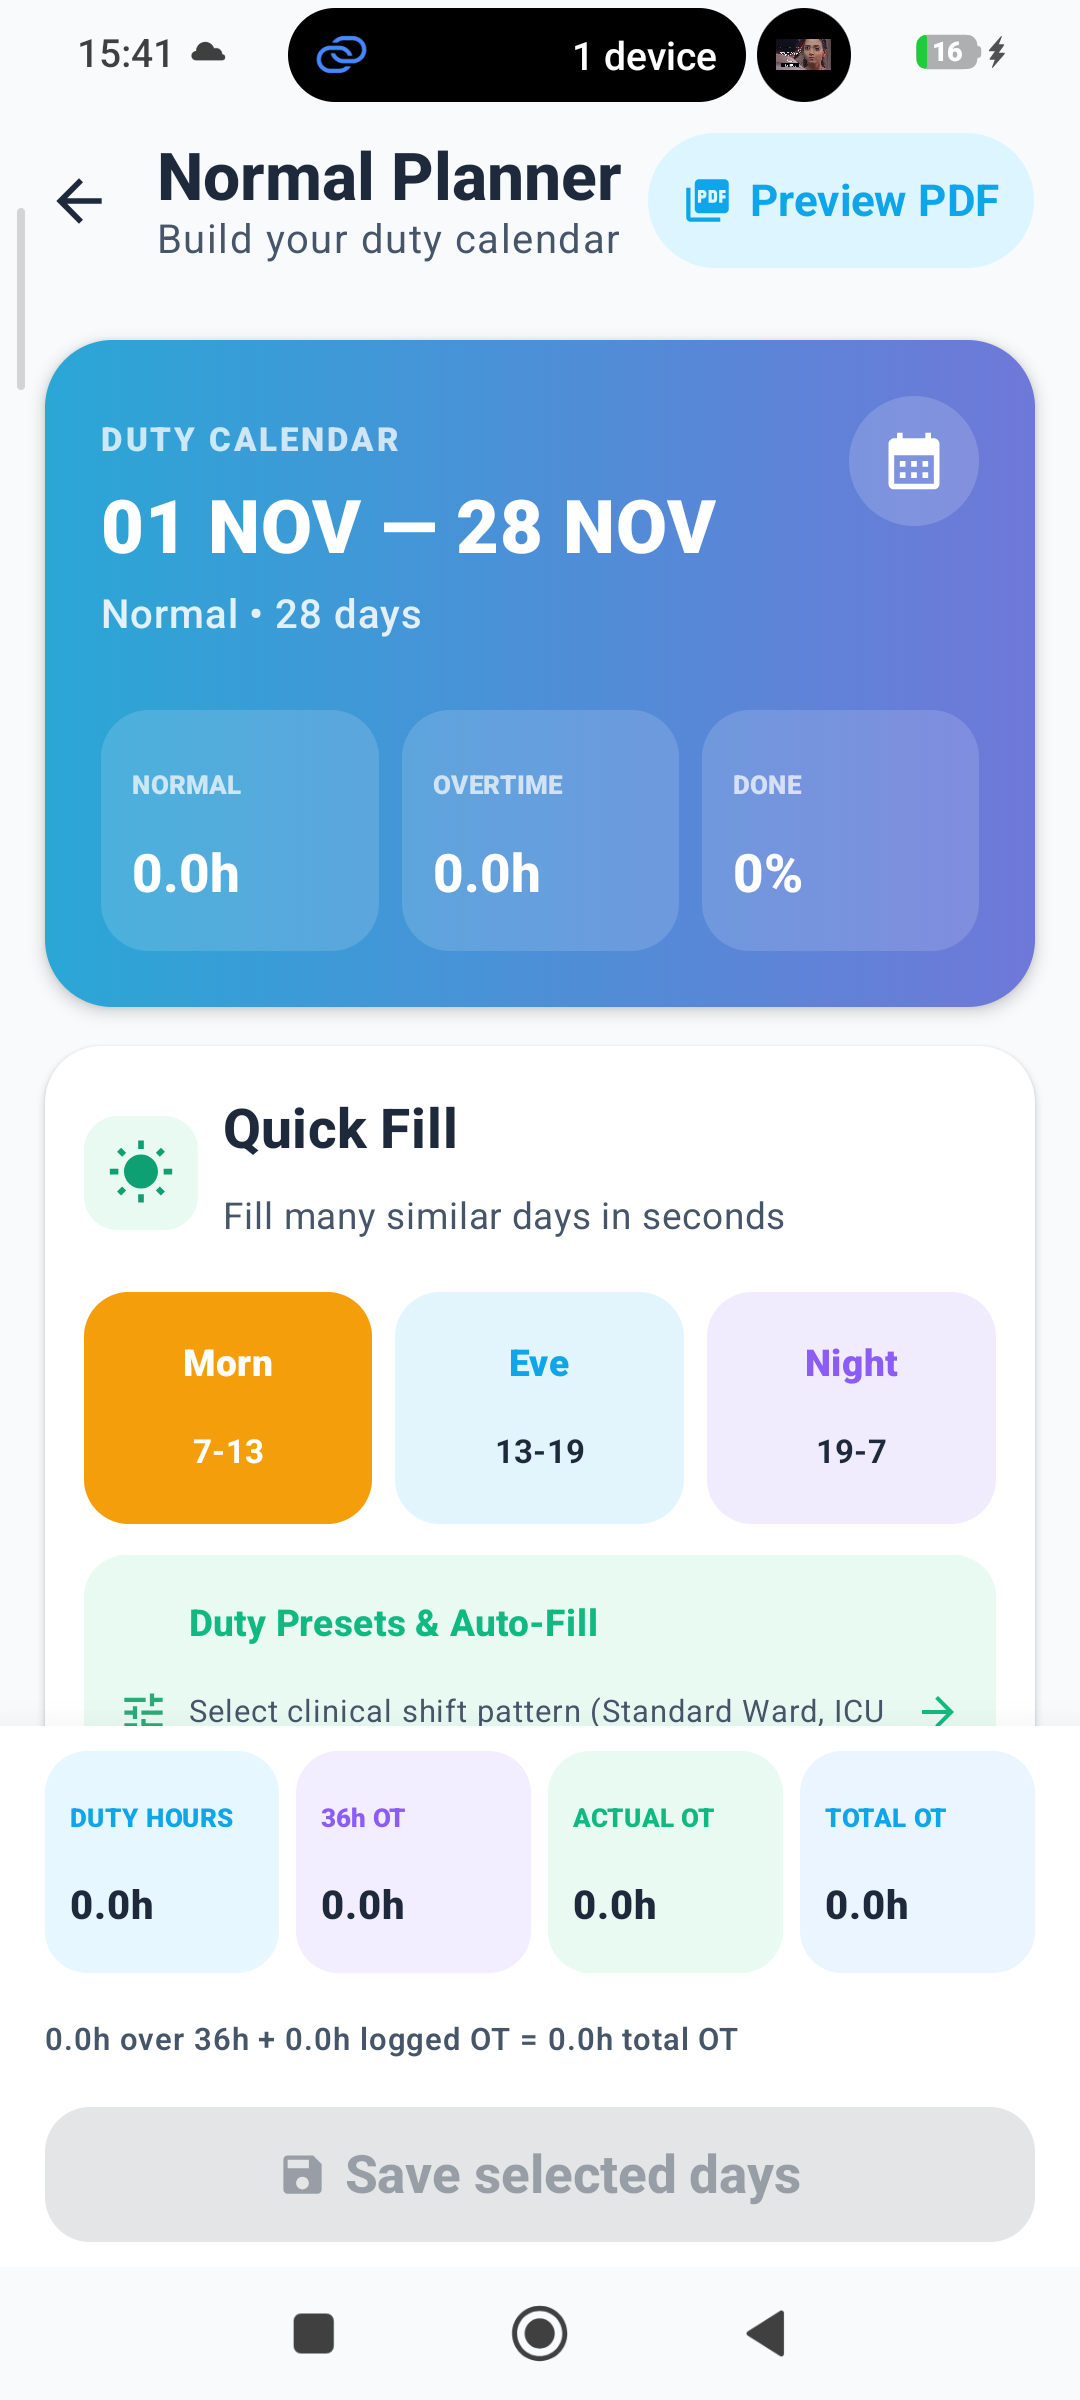 15:41
1 device
16
Normal Planner
Build your duty calendar
PDF
Preview PDF
DUTY CALENDAR
01 NOV — 28 NOV
Normal • 28 days
NORMAL
OVERTIME
DONE
0.0h
0.0h
0%
Quick Fill
Fill many similar days in seconds
Morn
Eve
Night
7-13
13-19
19-7
Duty Presets & Auto-Fill
Select clinical shift pattern (Standard Ward, ICU
DUTY HOURS
36h OT
ACTUAL OT
TOTAL OT
0.0h
0.0h
0.0h
0.0h
0.0h over 36h + 0.0h logged OT = 0.0h total OT
Save selected days